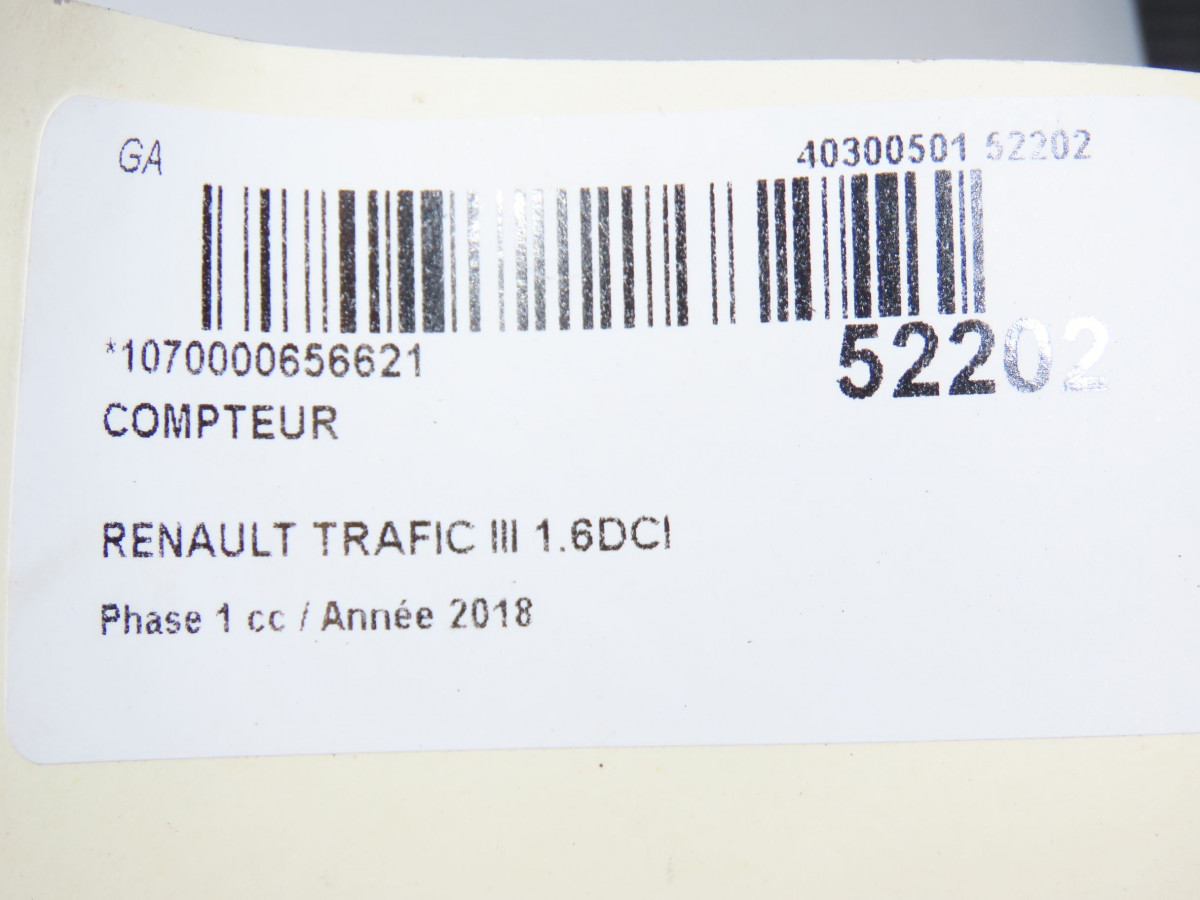 GA
40300501 52202
*1070000656621
52202
COMPTEUR
RENAULT TRAFIC III 1.6DCI
Phase 1 cc / Année 2018